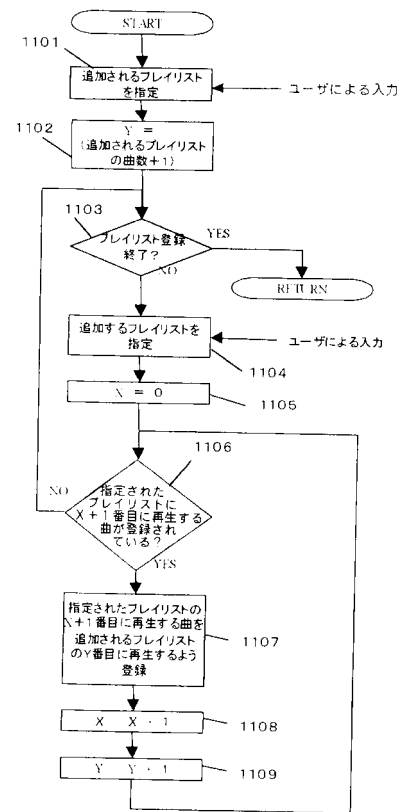 START
1101
追加されるプレイリスト
を指定
ユーザによる入力
1102
Y =
(追加されるプレイリスト
の曲数+1)
1103
プレイリスト登録
終了?
YES
NO
RETURN
追加するプレイリストを
指定
ユーザによる入力
1104
X = 0
1105
1106
NO
指定された
プレイリストに
X+1番目に再生する
曲が登録され
ている?
YES
指定されたプレイリストの
X+1番目に再生する曲を
追加されるプレイリスト
のY番目に再生するよう
登録
1107
X X 1
1108
Y Y 1
1109